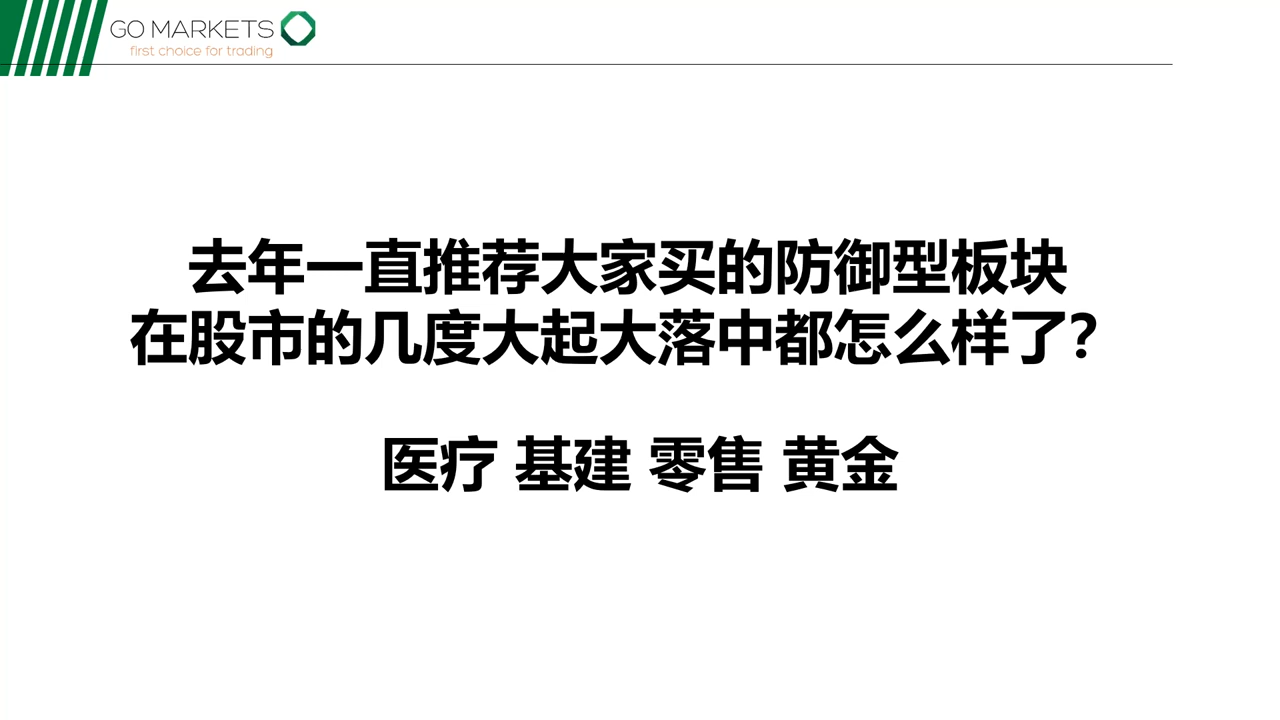 GO MARKETS
first choice for trading
去年一直推荐大家买的防御型板块
在股市的几度大起大落中都怎么样了?
医疗 基建 零售 黄金